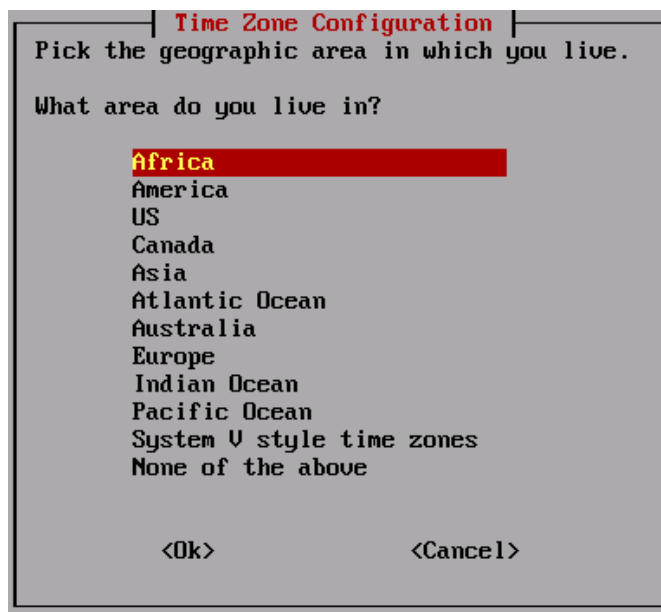 Time Zone Configuration
Pick the geographic area in which you live.
What area do you live in?
Africa
America
US
Canada
Asia
Atlantic Ocean
Australia
Europe
Indian Ocean
Pacific Ocean
System V style time zones
None of the above
<Ok> <Cancel>